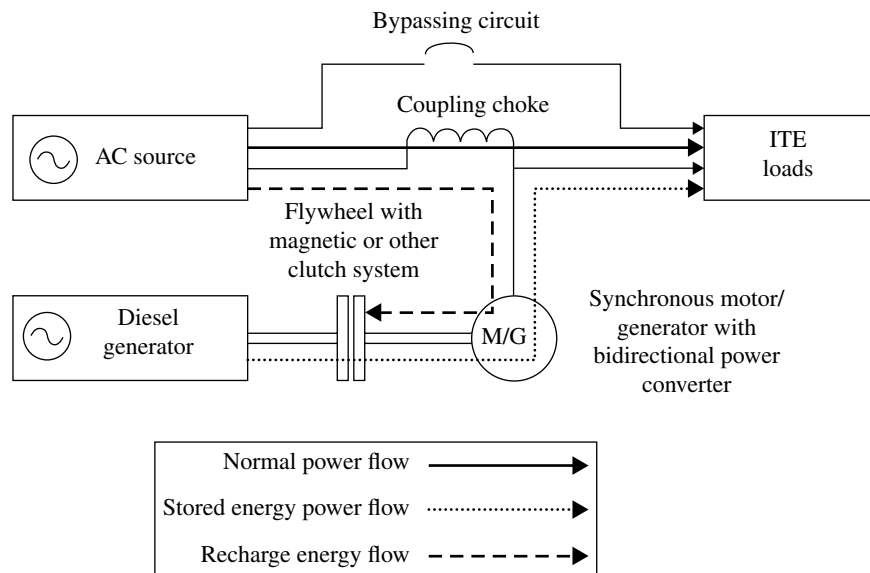 Bypassing circuit
Coupling choke
AC source
ITE
loads
Flywheel with
magnetic or other
clutch system
Diesel
generator
M/G
Synchronous motor/
generator with
bidirectional power
converter
Normal power flow
Stored energy power flow
Recharge energy flow